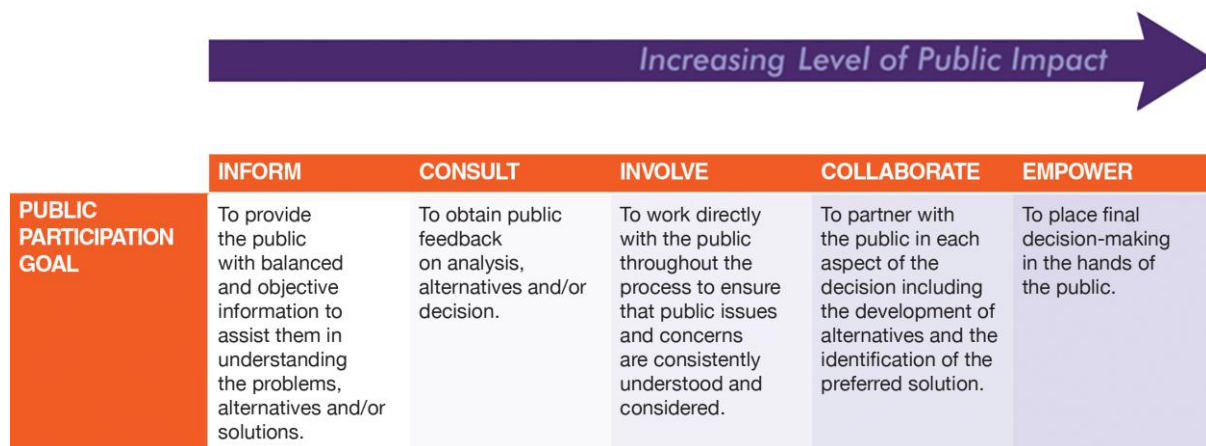 Increasing Level of Public Impact
INFORM
CONSULT
INVOLVE
COLLABORATE
EMPOWER
PUBLIC
PARTICIPATION
GOAL
To provide
the public
with balanced
and objective
information to
assist them in
understanding
the problems,
alternatives and/or
solutions.
To obtain public
feedback
on analysis,
alternatives and/or
decision.
To work directly
with the public
throughout the
process to ensure
that public issues
and concerns
are consistently
understood and
considered.
To partner with
the public in each
aspect of the
decision including
the development of
alternatives and the
identification of the
preferred solution.
To place final
decision-making
in the hands of
the public.